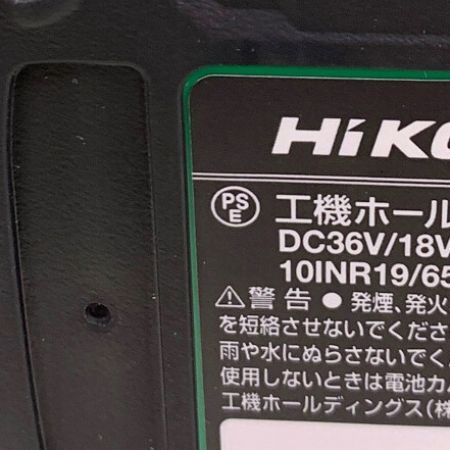 HiKO
PS E 工機ホール
DC36V/18V
10INR19/65
⚠警告 ● 発煙、発火
を短絡させないでくださ
雨や水にぬらさないでく
使用しないときは電池カ
工機ホールディングス(株